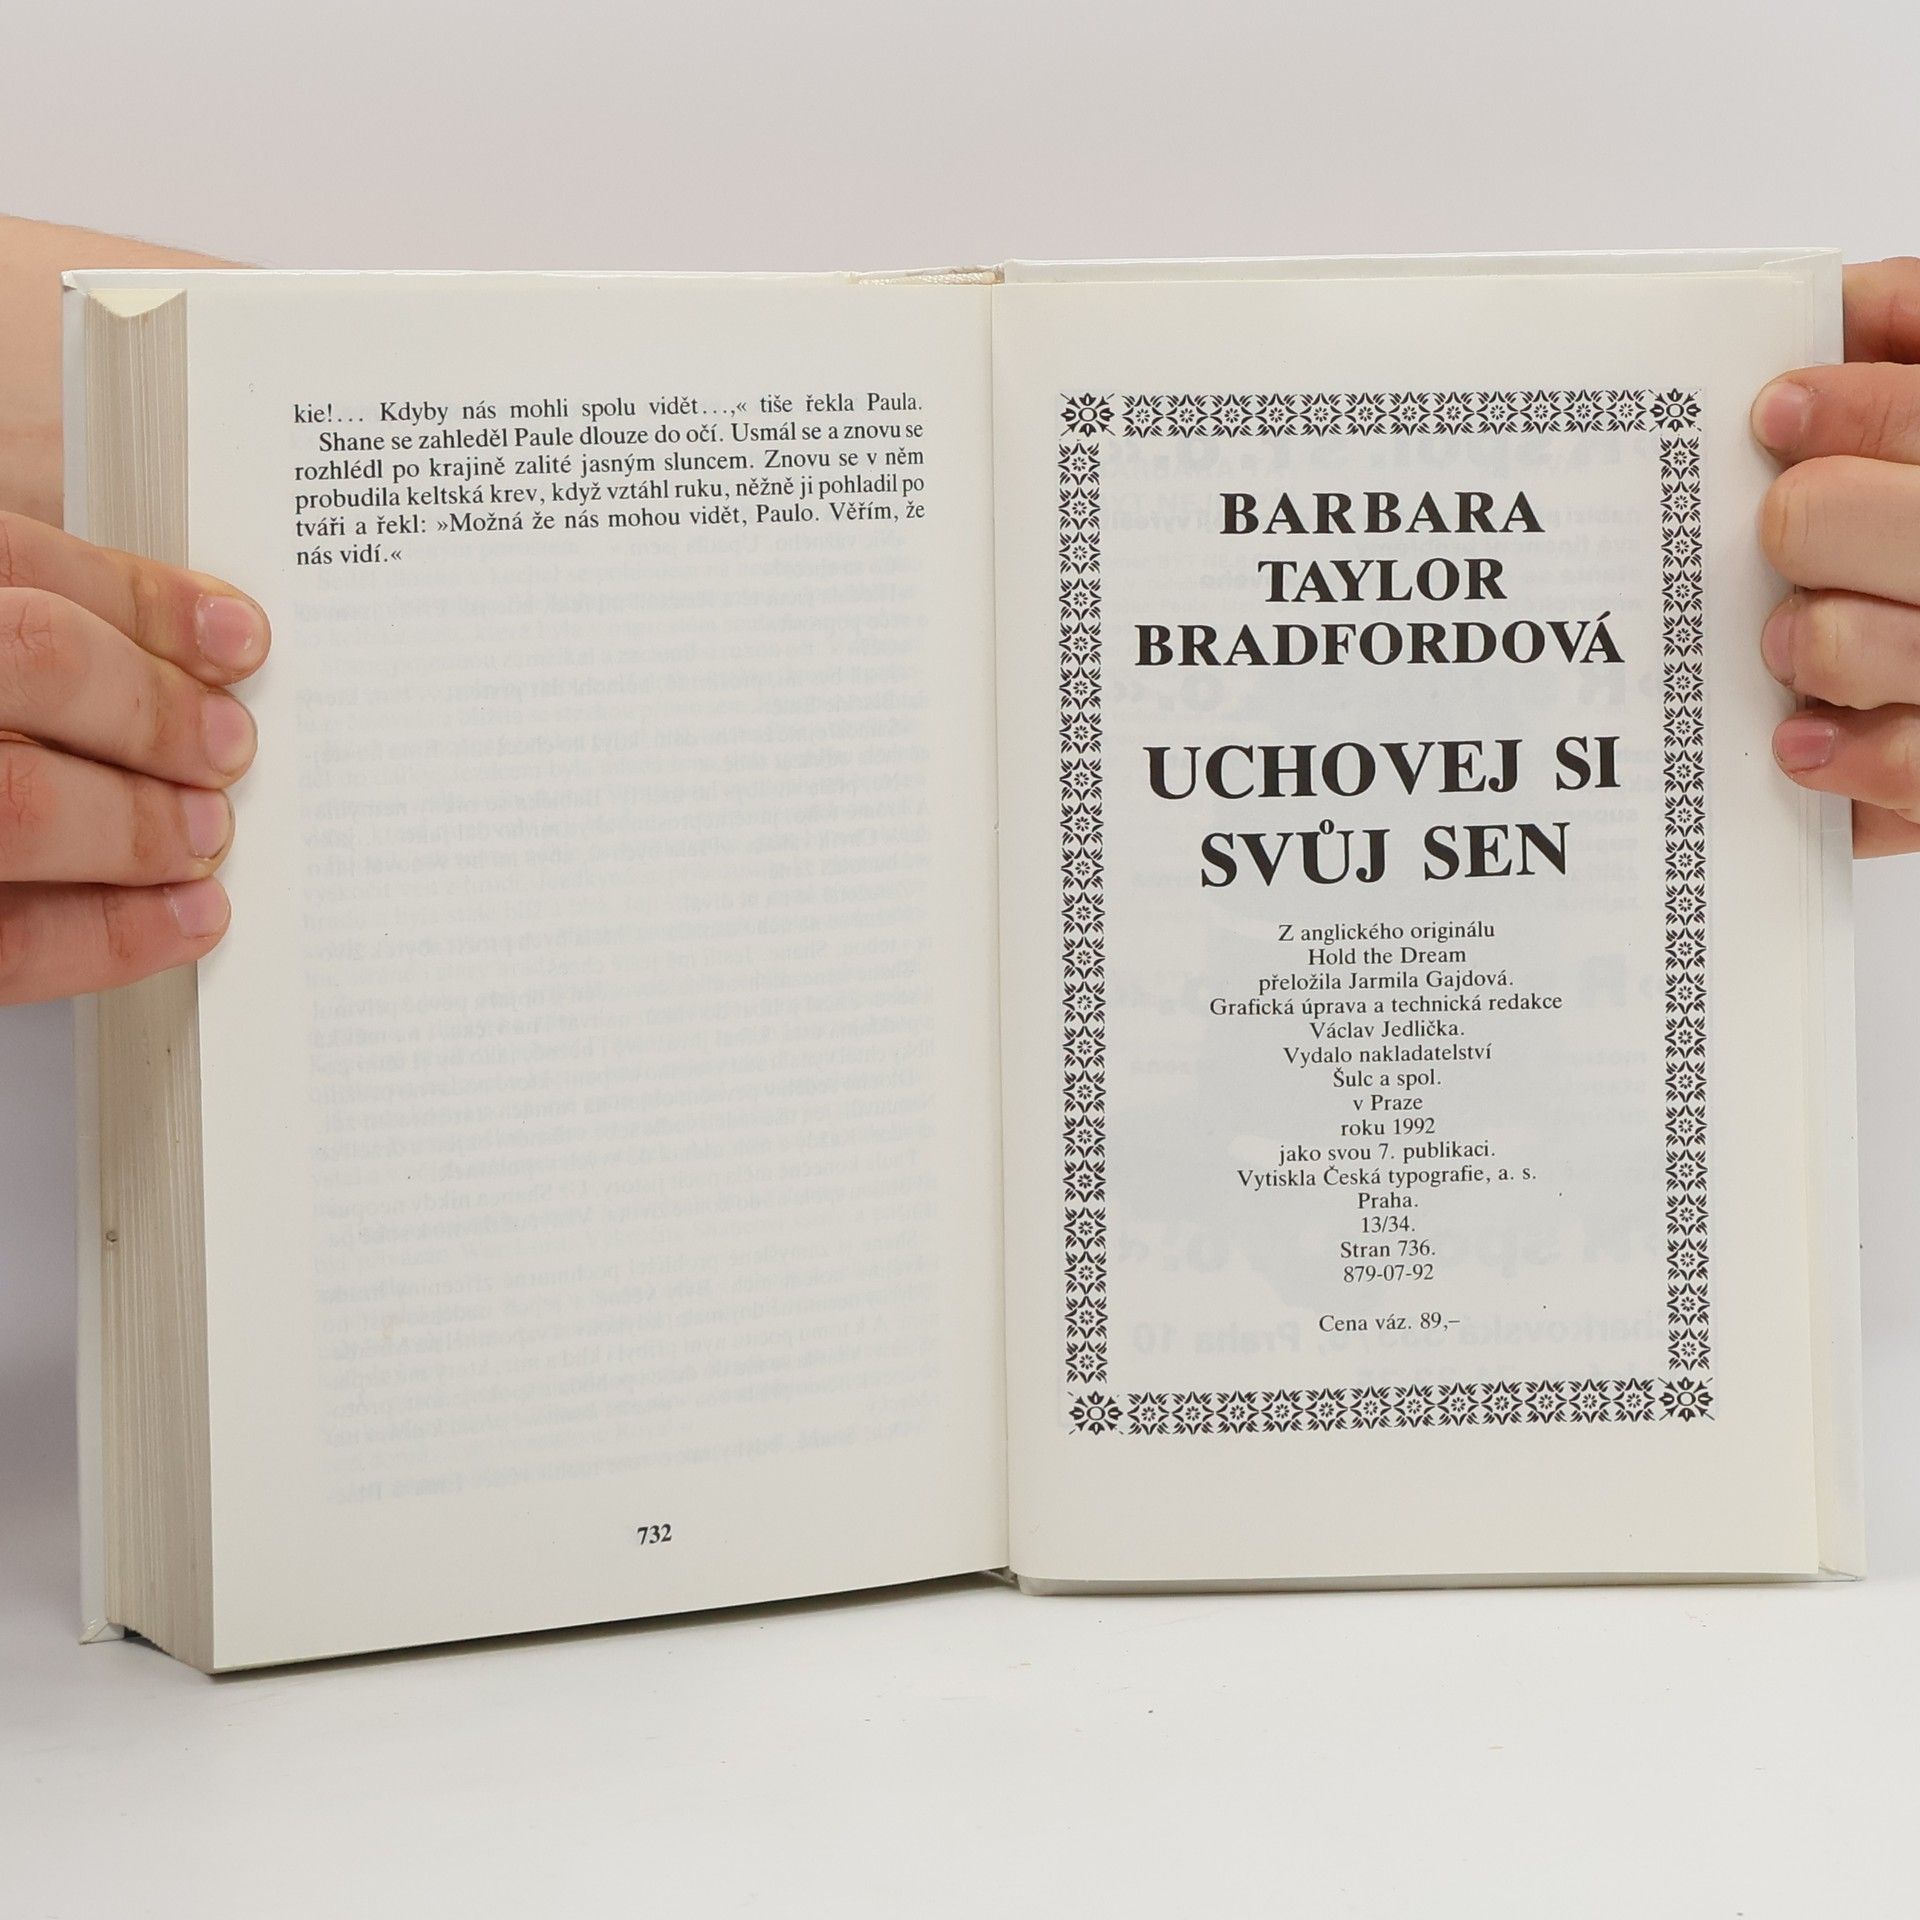 kie!... Kdyby nás mohli spolu vidět...,« tiše řekla Paula.
Shane se zahleděl Paule dlouze do očí. Usmál se a znovu se
rozhlédl po krajině zalité jasným sluncem. Znovu se v něm
probudila keltská krev, když vztáhl ruku, něžně ji pohladil po
tváři a řekl: »Možná že nás mohou vidět, Paulo. Věřím, že
nás vidí.«
732
BARBARA
TAYLOR
BRADFORDOVÁ
UCHOVEJ SI
SVŮJ SEN
Z anglického originálu
Hold the Dream
přeložila Jarmila Gajdová.
Grafická úprava a technická redakce
Václav Jedlička.
Vydalo nakladatelství
Šulc a spol.
v Praze
roku 1992
jako svou 7. publikaci.
Vytiskla Česká typografie, a. s.
Praha.
13/34.
Stran 736.
879-07-92
Cena váz. 89,–